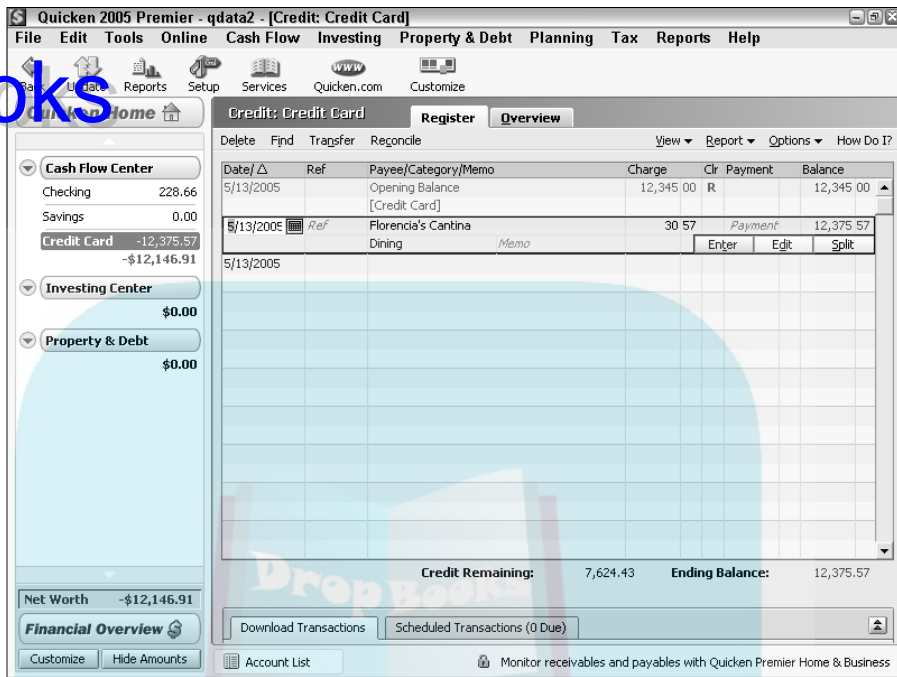 Quicken 2005 Premier - qdata2 - [Credit: Credit Card]
File Edit Tools Online Cash Flow Investing Property & Debt Planning Tax Reports Help
Update Reports Setup Services Quicken.com Customize
WWW
oks
Quicken Home
Credit: Credit Card Register Overview
Delete Find Transfer Reconcile View Report Options How Do I?
Cash Flow Center
Checking 228.66
Savings 0.00
Credit Card -12,375.57
-$12,146.91
Investing Center
$0.00
Property & Debt
$0.00
Date/ Ref Payee/Category/Memo Charge Clr Payment Balance
5/13/2005 Opening Balance 12,345 00 R 12,345 00
[Credit Card]
5/13/2005 Ref Florencia's Cantina 30 57 Payment 12,375 57
Dining Memo Enter Edit Split
5/13/2005
DropBooks
Credit Remaining: 7,624.43 Ending Balance: 12,375.57
Net Worth -$12,146.91
Financial Overview
Customize Hide Amounts
Download Transactions Scheduled Transactions (0 Due)
Account List Monitor receivables and payables with Quicken Premier Home & Business